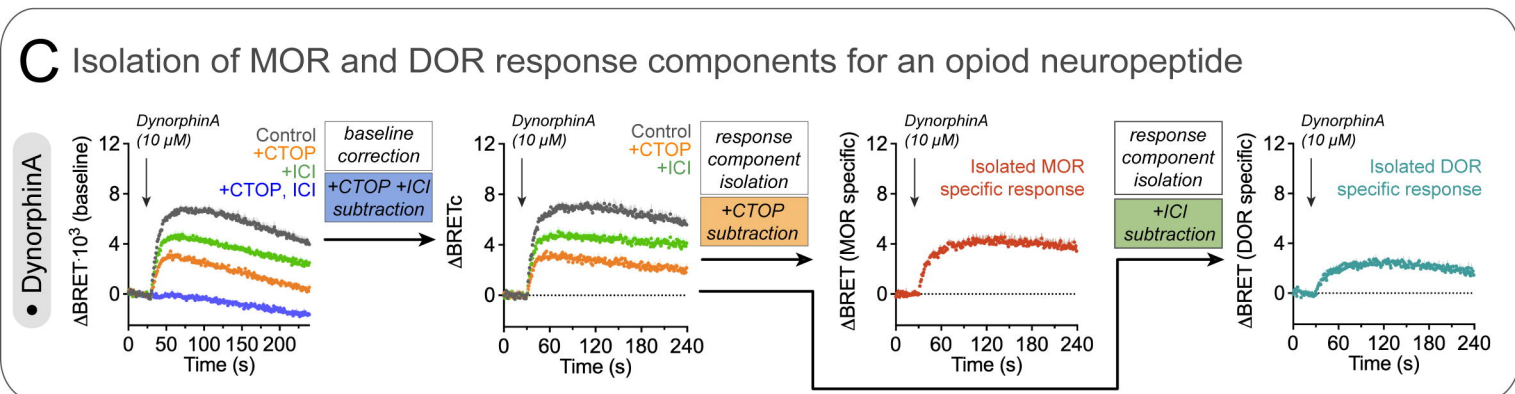 C Isolation of MOR and DOR response components for an opiod neuropeptide
• DynorphinA
DynorphinA
(10 µM)
Control
+CTOP
+ICI
+CTOP, ICI
ΔBRET·10³ (baseline)
12
8
4
0
0 50 100 150 200
Time (s)
baseline
correction
+CTOP +ICI
subtraction
DynorphinA
(10 µM)
Control
+CTOP
+ICI
ΔBRETc
12
8
4
0
0 60 120 180 240
Time (s)
response
component
isolation
+CTOP
subtraction
DynorphinA
(10 µM)
Isolated MOR
specific response
ΔBRET (MOR specific)
12
8
4
0
0 60 120 180 240
Time (s)
response
component
isolation
+ICI
subtraction
DynorphinA
(10 µM)
Isolated DOR
specific response
ΔBRET (DOR specific)
12
8
4
0
0 60 120 180 240
Time (s)